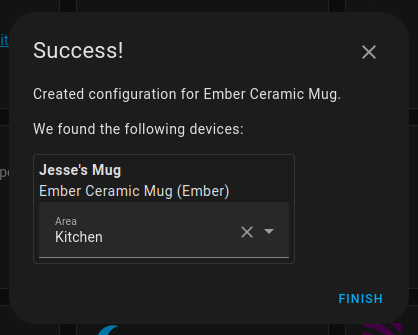 Success!
Created configuration for Ember Ceramic Mug.
We found the following devices:
Jesse's Mug
Ember Ceramic Mug (Ember)
Area
Kitchen
FINISH